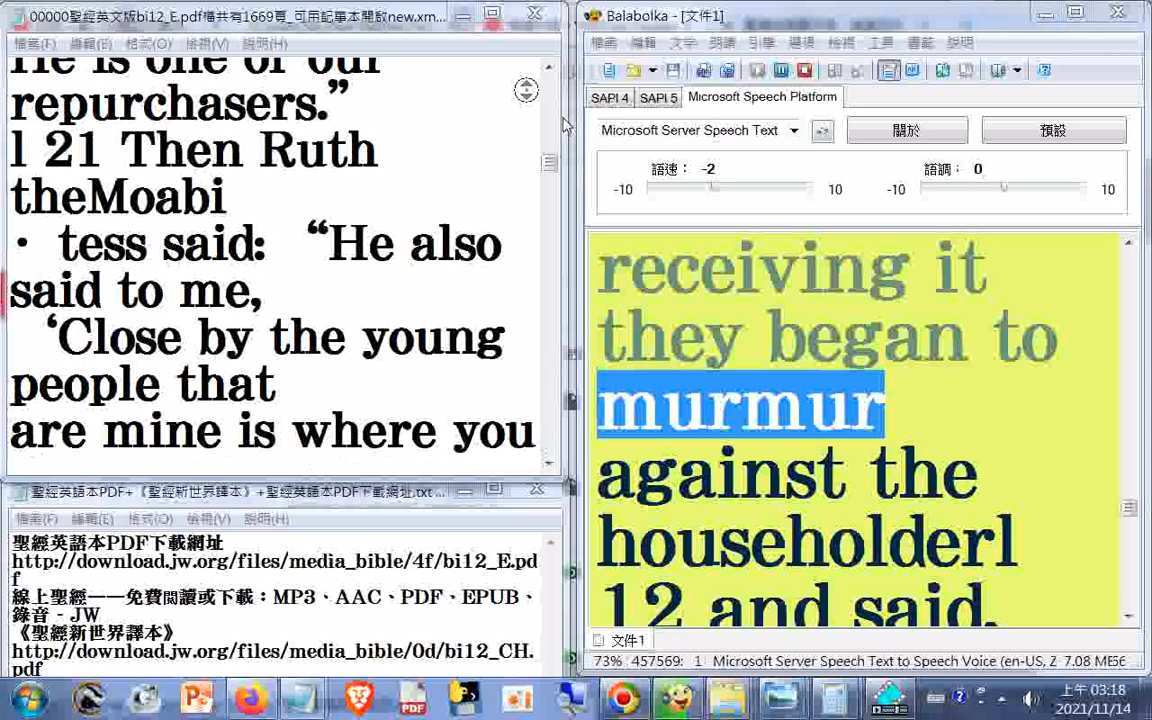 00000聖經英文版bi12_E.pdf檔共有1669頁_可用記事本開啟new.xm...
檔案(F) 編輯(E) 格式(O) 檢視(V) 說明(H)
He is one of our
repurchasers.”
l 21 Then Ruth
theMoabi
· tess said: “He also
said to me,
‘Close by the young
people that
are mine is where you
聖經英語本PDF+《聖經新世界譯本》+聖經英語本PDF下載網址.txt ...
檔案(F) 編輯(E) 格式(O) 檢視(V) 說明(H)
聖經英語本PDF下載網址
http://download.jw.org/files/media_bible/4f/bi12_E.pd
f
線上聖經——免費閱讀或下載：MP3、AAC、PDF、EPUB、
錄音 - JW
《聖經新世界譯本》
http://download.jw.org/files/media_bible/0d/bi12_CH.
pdf
Balabolka - [文件1]
檔案 編輯 文字 朗讀 引擎 選項 檢視 工具 書籤 說明
SAPI 4 SAPI 5 Microsoft Speech Platform
Microsoft Server Speech Text 關於 預設
語速： -2 語調： 0
-10 10 -10 10
receiving it
they began to
murmur
against the
householderl
12 and said,
文件1
73% 457569: 1 Microsoft Server Speech Text to Speech Voice (en-US, Z 7.08 ME
上午 03:18
2021/11/14